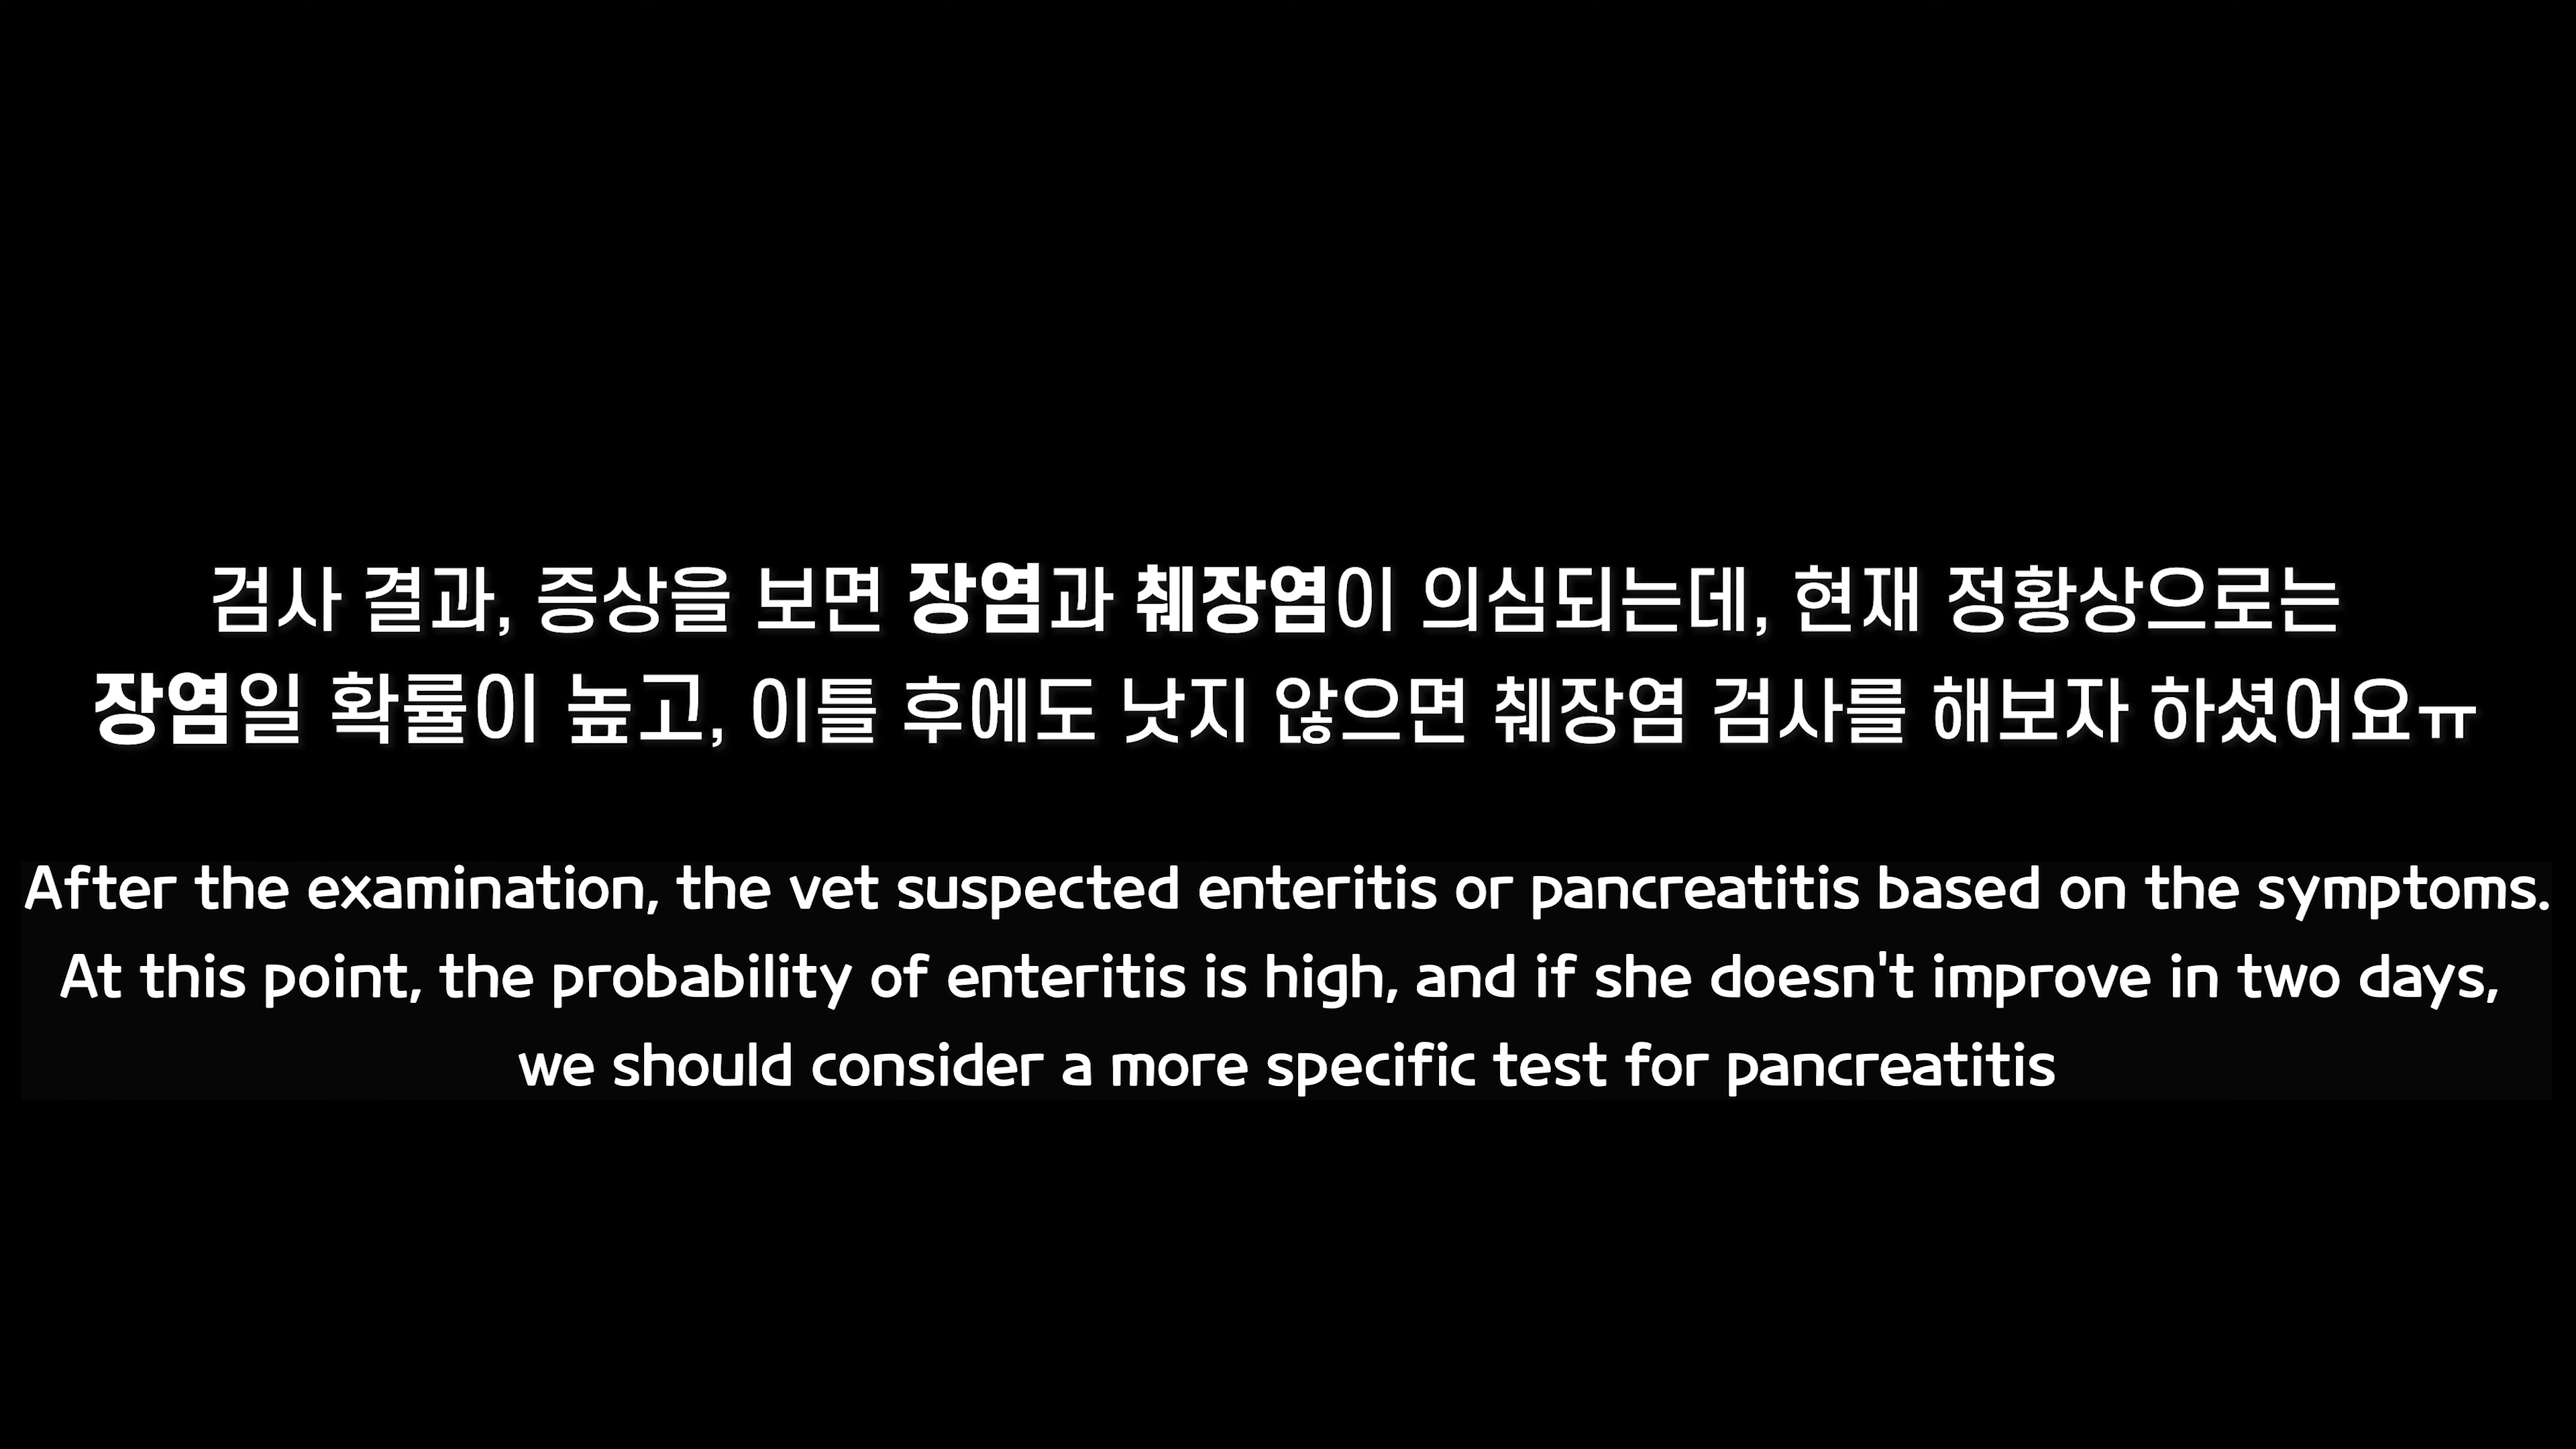 검사 결과, 증상을 보면 장염과 췌장염이 의심되는데, 현재 정황상으로는
장염일 확률이 높고, 이틀 후에도 낫지 않으면 췌장염 검사를 해보자 하셨어요ㅠ
After the examination, the vet suspected enteritis or pancreatitis based on the symptoms.
At this point, the probability of enteritis is high, and if she doesn't improve in two days,
we should consider a more specific test for pancreatitis